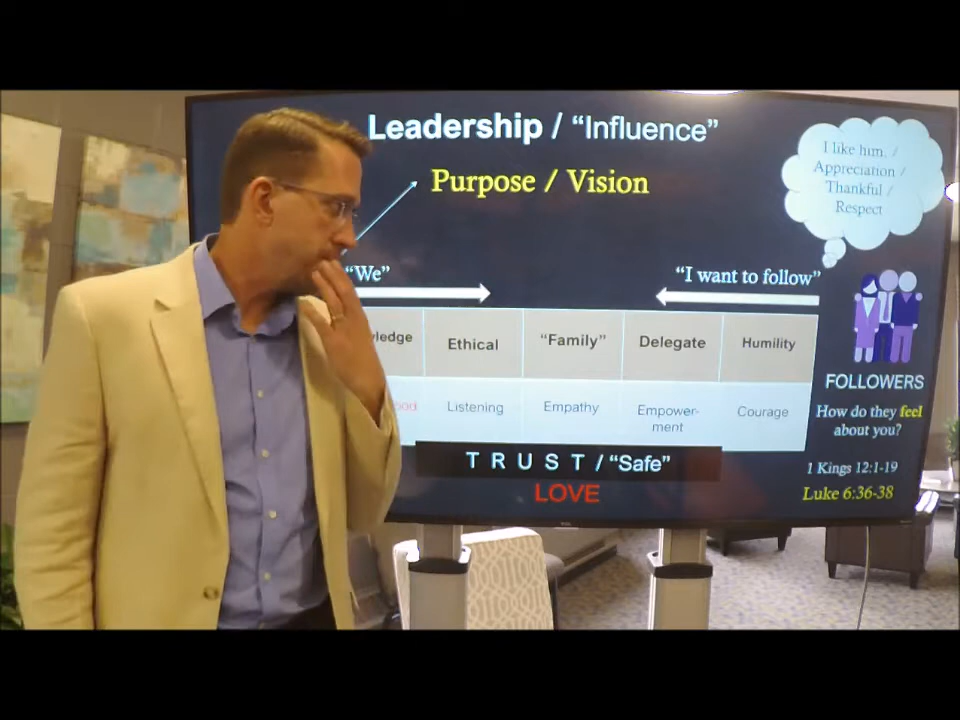 Leadership / “Influence”
Purpose / Vision
I like him. /
Appreciation /
Thankful /
Respect
“We”
“I want to follow”
Ethical
“Family”
Delegate
Humility
Listening
Empathy
Empower-
ment
Courage
T R U S T / “Safe”
LOVE
FOLLOWERS
How do they feel
about you?
1 Kings 12:1-19
Luke 6:36-38